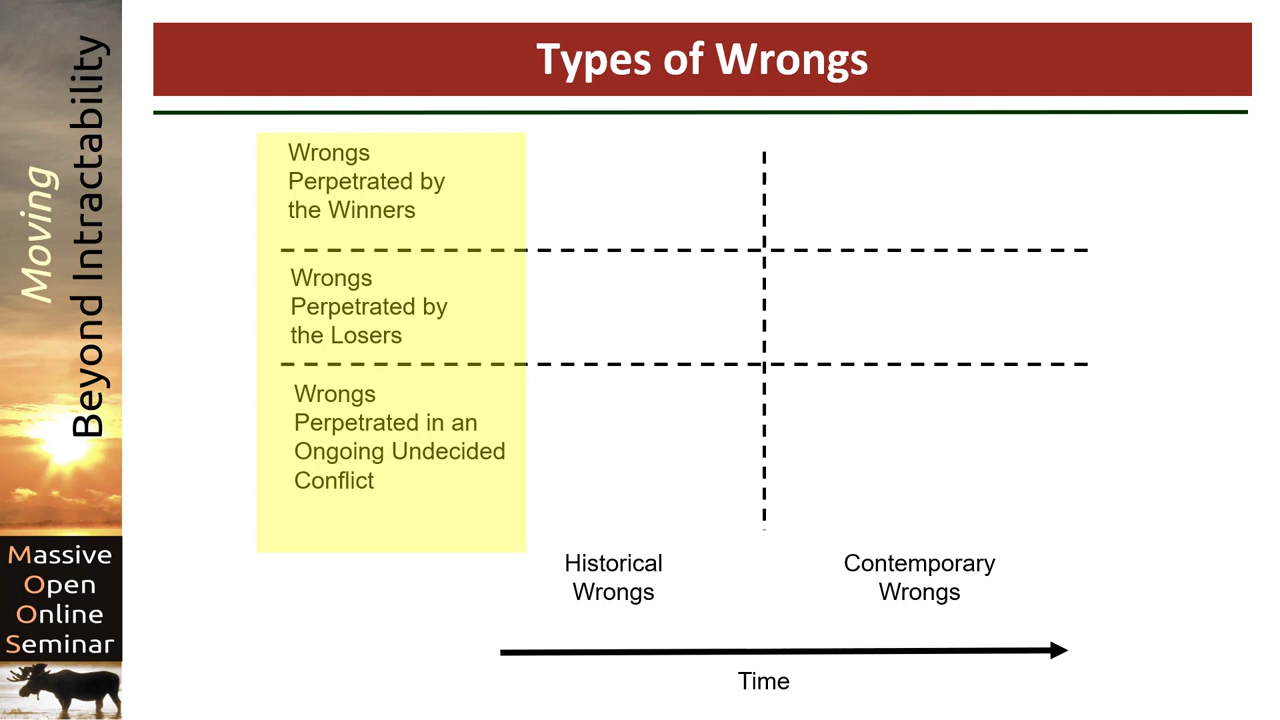 Moving
Beyond Intractability
Massive
Open
Online
Seminar
Types of Wrongs
Wrongs
Perpetrated by
the Winners
Wrongs
Perpetrated by
the Losers
Wrongs
Perpetrated in an
Ongoing Undecided
Conflict
Historical
Wrongs
Contemporary
Wrongs
Time